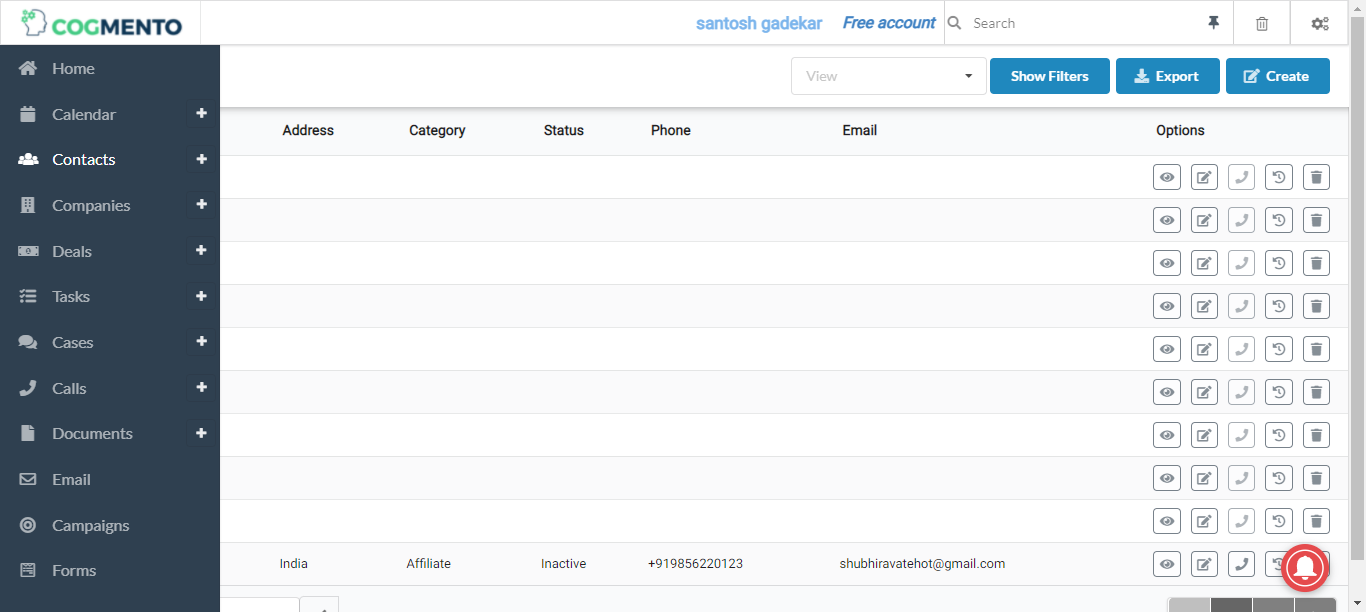 COGMENTO
santosh gadekar Free account Search
Home
Calendar
Contacts
Companies
Deals
Tasks
Cases
Calls
Documents
Email
Campaigns
Forms
View Show Filters Export Create
Address Category Status Phone Email Options
India Affiliate Inactive +919856220123 shubhiravatehot@gmail.com